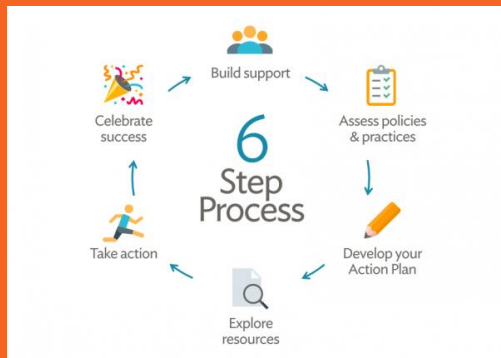 Build support
Assess policies
& practices
Develop your
Action Plan
Explore
resources
Take action
Celebrate
success
6
Step
Process